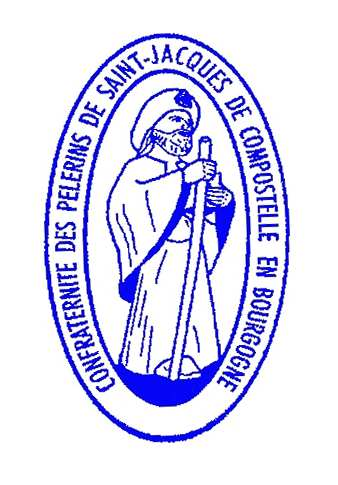 CONFRATERNITE DES PELERINS DE SAINT-JACQUES DE COMPOSTELLE EN BOURGOGNE